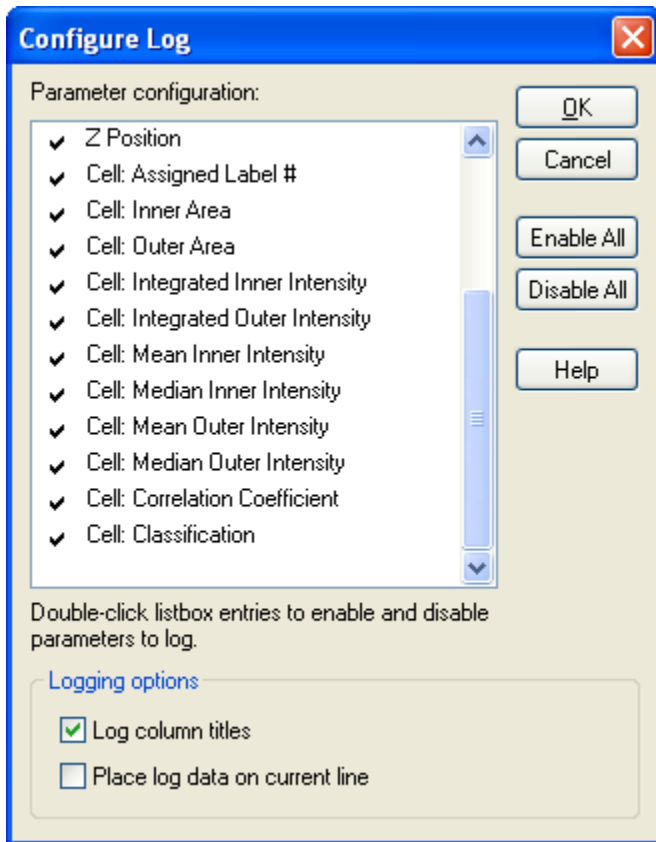 Configure Log
Parameter configuration:
OK
Cancel
Enable All
Disable All
Help
Z Position
Cell: Assigned Label #
Cell: Inner Area
Cell: Outer Area
Cell: Integrated Inner Intensity
Cell: Integrated Outer Intensity
Cell: Mean Inner Intensity
Cell: Median Inner Intensity
Cell: Mean Outer Intensity
Cell: Median Outer Intensity
Cell: Correlation Coefficient
Cell: Classification
Double-click listbox entries to enable and disable
parameters to log.
Logging options
Log column titles
Place log data on current line